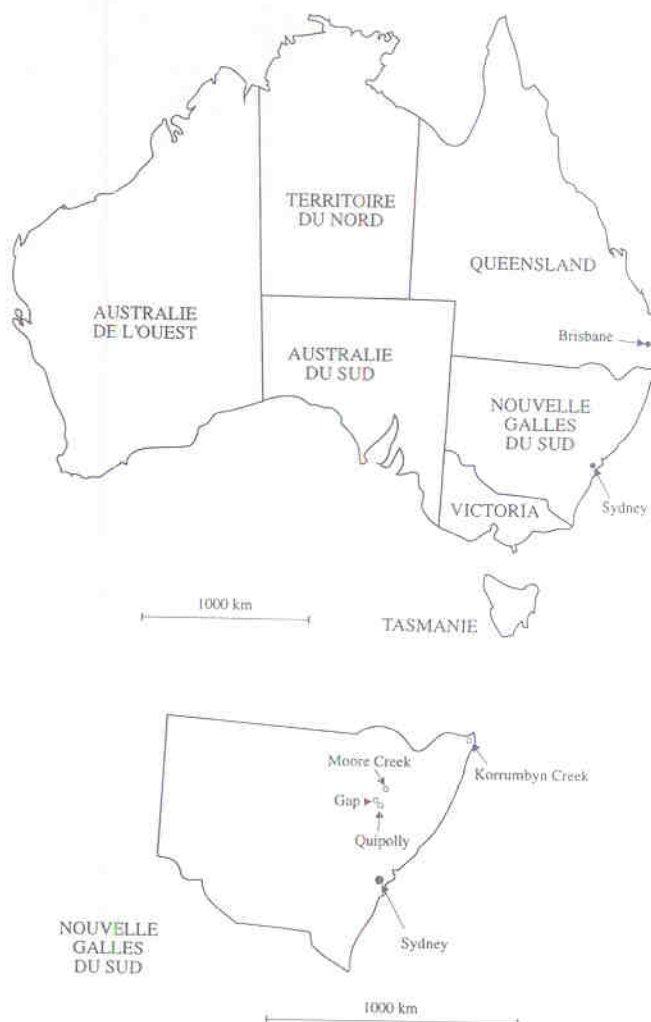 TERRITOIRE
DU NORD
QUEENSLAND
AUSTRALIE
DE L'OUEST
Brisbane
AUSTRALIE
DU SUD
NOUVELLE
GALLES
DU SUD
VICTORIA
Sydney
1000 km
TASMANIE
Moore Creek
Korrumbyn Creek
Gap
Quipolly
NOUVELLE
GALLES
DU SUD
Sydney
1000 km